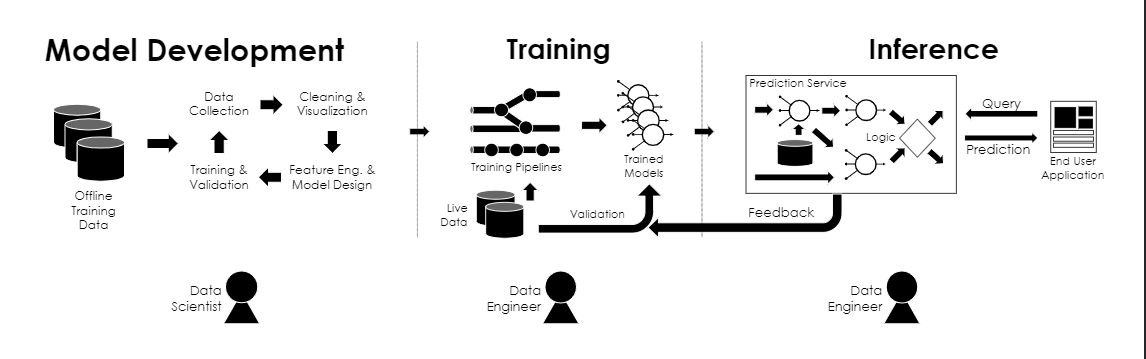 Model Development
Training
Inference
Data
Collection
Cleaning &
Visualization
Training &
Validation
Feature Eng. &
Model Design
Offline
Training
Data
Training Pipelines
Trained
Models
Live
Data
Validation
Prediction Service
Logic
Query
Prediction
End User
Application
Feedback
Data
Scientist
Data
Engineer
Data
Engineer